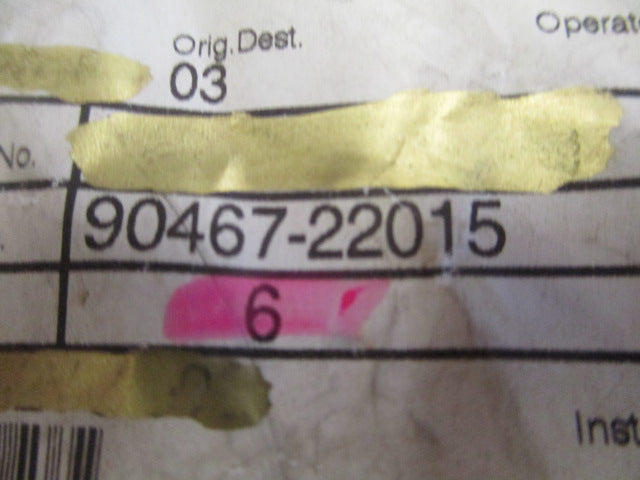 Operat
Orig.Dest.
03
No.
90467-22015
6
Inst